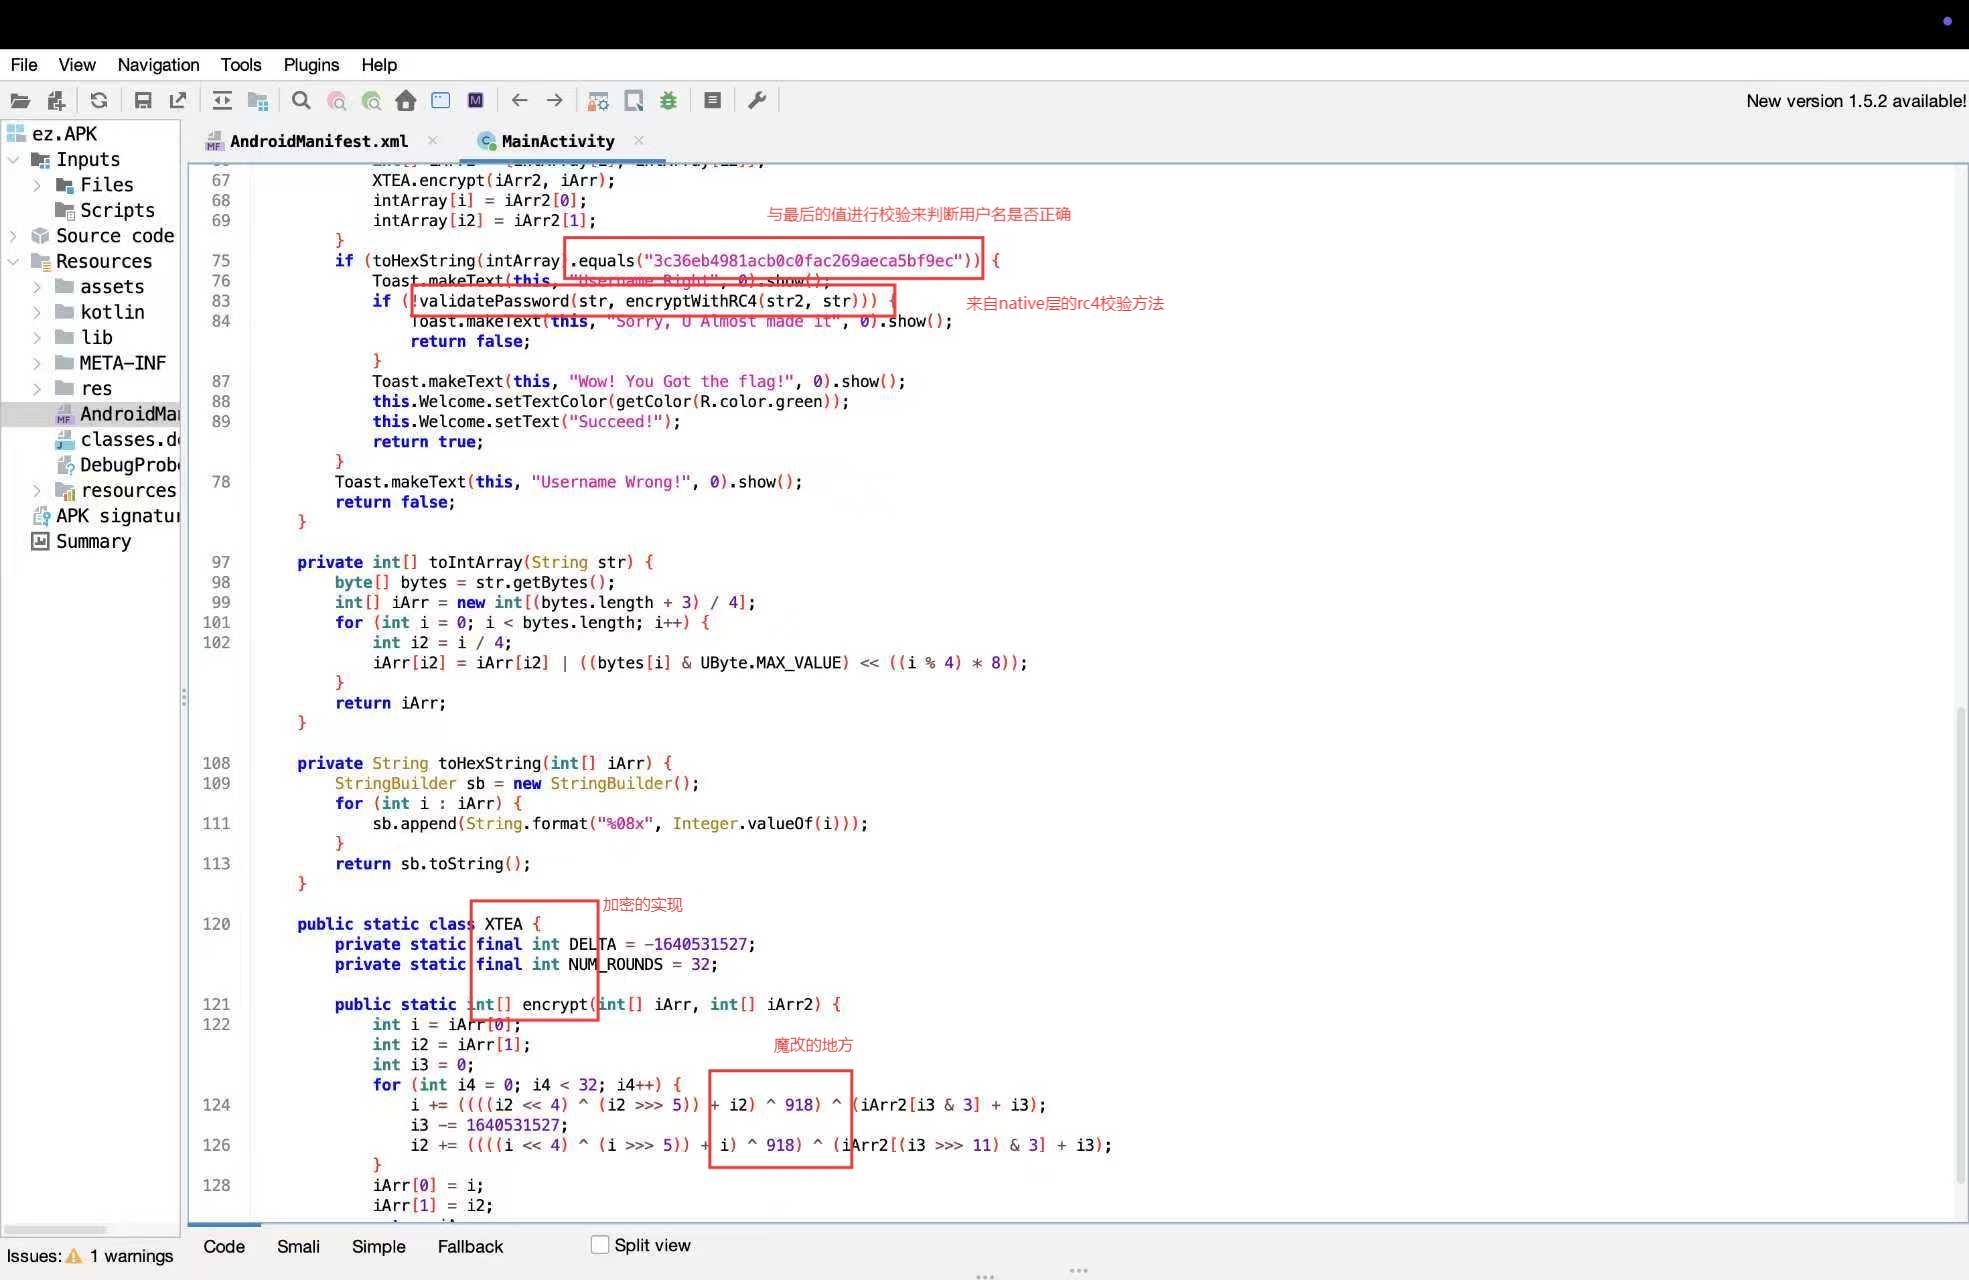 File View Navigation Tools Plugins Help
New version 1.5.2 available!
ez.APK
Inputs
Files
Scripts
Source code
Resources
assets
kotlin
lib
META-INF
res
AndroidMa
classes.d
DebugProb
resources
APK signatu
Summary
Issues: 1 warnings
AndroidManifest.xml
MainActivity
67 XTEA.encrypt(iArr2, iArr);
68 intArray[i] = iArr2[0];
69 intArray[i2] = iArr2[1];
与最后的值进行校验来判断用户名是否正确
}
75 if (toHexString(intArray).equals("3c36eb4981acb0c0fac269aeca5bf9ec")) {
76 Toast.makeText(this, "Username Right", 0).show();
83 if (!validatePassword(str, encryptWithRC4(str2, str))) {
来自native层的rc4校验方法
84 Toast.makeText(this, "Sorry, U Almost made it", 0).show();
return false;
}
87 Toast.makeText(this, "Wow! You Got the flag!", 0).show();
88 this.Welcome.setTextColor(getColor(R.color.green));
89 this.Welcome.setText("Succeed!");
return true;
}
78 Toast.makeText(this, "Username Wrong!", 0).show();
return false;
}
97 private int[] toIntArray(String str) {
98 byte[] bytes = str.getBytes();
99 int[] iArr = new int[(bytes.length + 3) / 4];
101 for (int i = 0; i < bytes.length; i++) {
102 int i2 = i / 4;
iArr[i2] = iArr[i2] | ((bytes[i] & UByte.MAX_VALUE) << ((i % 4) * 8));
}
return iArr;
}
108 private String toHexString(int[] iArr) {
109 StringBuilder sb = new StringBuilder();
for (int i : iArr) {
111 sb.append(String.format("%08x", Integer.valueOf(i)));
}
113 return sb.toString();
}
加密的实现
120 public static class XTEA {
private static final int DELTA = -1640531527;
private static final int NUM_ROUNDS = 32;
121 public static int[] encrypt(int[] iArr, int[] iArr2) {
122 int i = iArr[0];
int i2 = iArr[1];
魔改的地方
int i3 = 0;
for (int i4 = 0; i4 < 32; i4++) {
124 i += ((((i2 << 4) ^ (i2 >>> 5)) + i2) ^ 918) ^ (iArr2[i3 & 3] + i3);
i3 -= 1640531527;
126 i2 += ((((i << 4) ^ (i >>> 5)) + i) ^ 918) ^ (iArr2[(i3 >>> 11) & 3] + i3);
}
128 iArr[0] = i;
iArr[1] = i2;
Code Smali Simple Fallback Split view